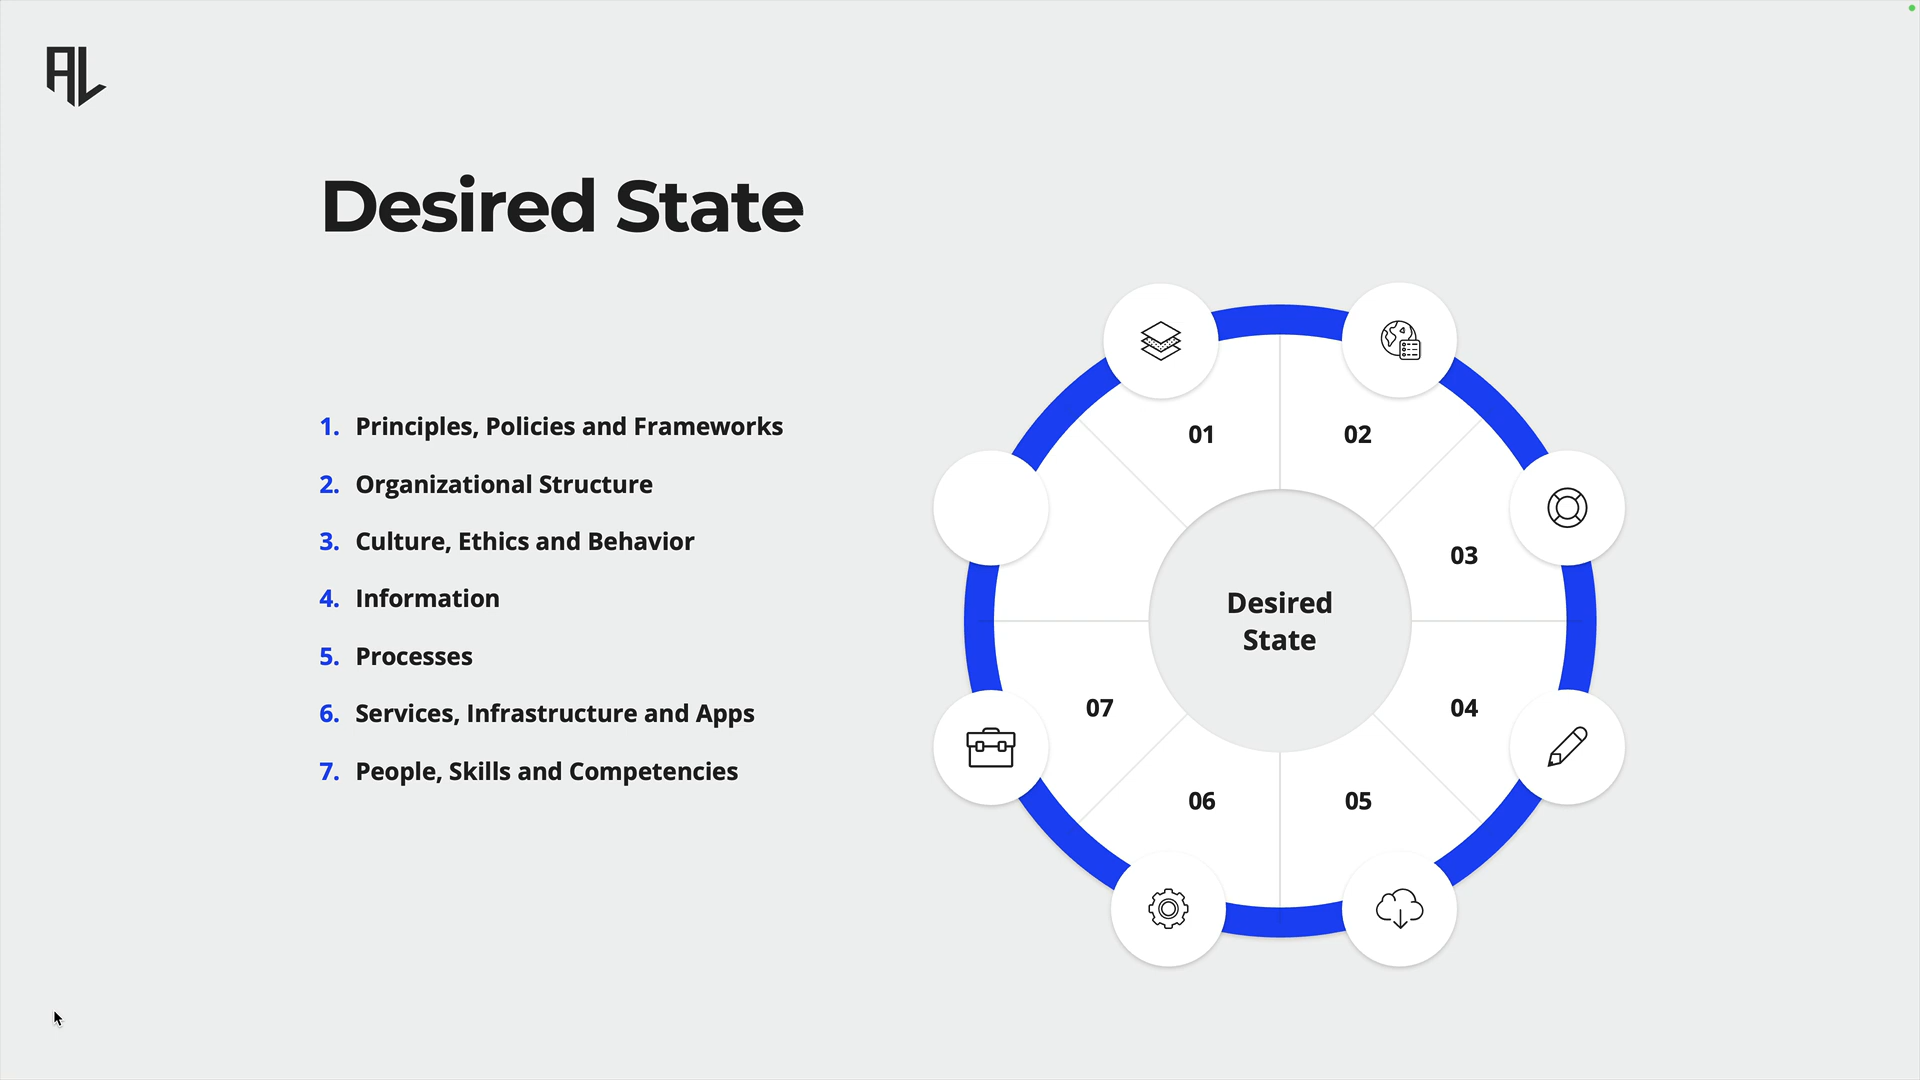 AL
Desired State
1. Principles, Policies and Frameworks
2. Organizational Structure
3. Culture, Ethics and Behavior
4. Information
5. Processes
6. Services, Infrastructure and Apps
7. People, Skills and Competencies
01
02
03
04
05
06
07
Desired
State